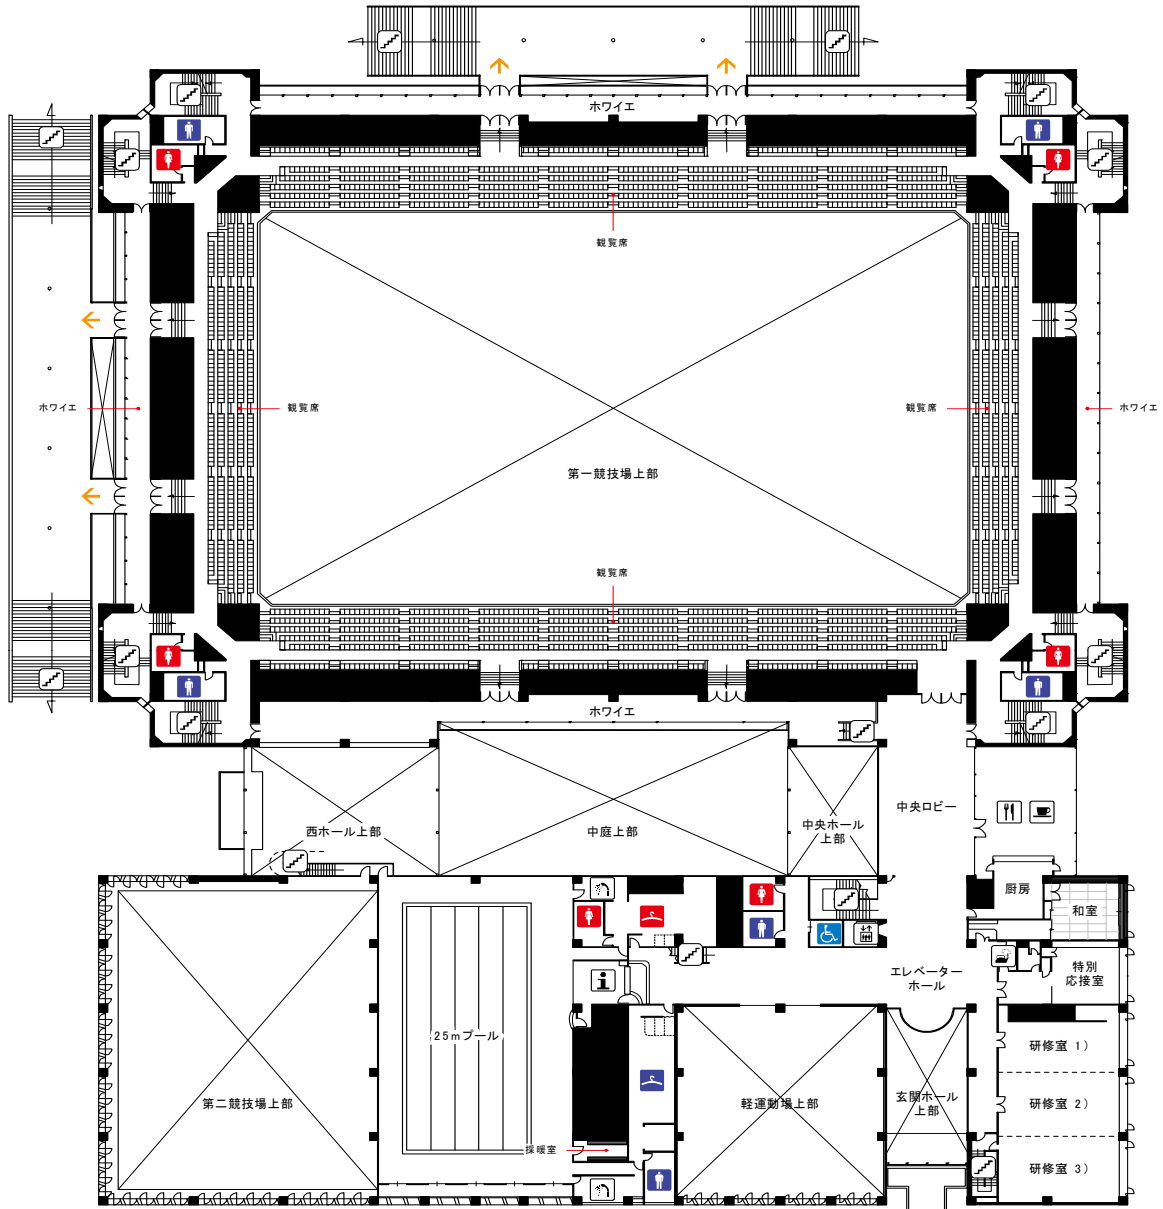 ホワイエ
観覧席
ホワイエ
観覧席
観覧席
ホワイエ
第一競技場上部
観覧席
ホワイエ
中央ロビー
西ホール上部
中庭上部
中央ホール
上部
厨房
和室
エレベーター
ホール
特別
応接室
25mプール
研修室 1)
第二競技場上部
軽運動場上部
玄関ホール
上部
研修室 2)
採暖室
研修室 3)